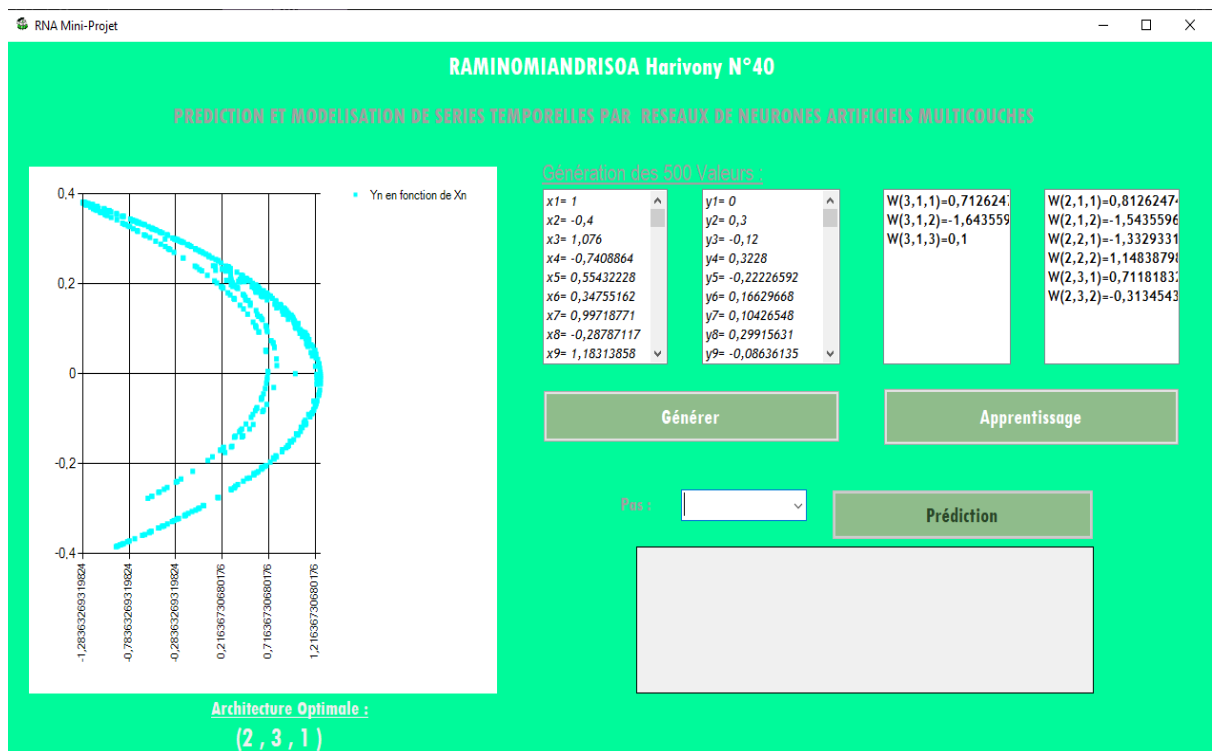 RNA Mini-Projet
RAMINOMIANDRISOA Harivony N°40
PREDICTION ET MODELISATION DE SERIES TEMPORELLES PAR RESEAUX DE NEURONES ARTIFICIELS MULTICOUCHES
Yn en fonction de Xn
0,4
0,2
0
-0,2
-0,4
-1,28363269319824
-0,78363269319824
-0,28363269319824
0,21636730680176
0,71636730680176
1,21636730680176
Architecture Optimale :
(2 , 3 , 1 )
Génération des 500 Valeurs :
x1= 1
x2= -0,4
x3= 1,076
x4= -0,7408864
x5= 0,55432228
x6= 0,34755162
x7= 0,99718771
x8= -0,28787117
x9= 1,18313858
y1= 0
y2= 0,3
y3= -0,12
y4= 0,3228
y5= -0,22226592
y6= 0,16629668
y7= 0,10426548
y8= 0,29915631
y9= -0,08636135
W(3,1,1)=0,712624
W(3,1,2)=-1,643559
W(3,1,3)=0,1
W(2,1,1)=0,8126247
W(2,1,2)=-1,5435596
W(2,2,1)=-1,3329331
W(2,2,2)=1,1483879
W(2,3,1)=0,7118183
W(2,3,2)=-0,3134543
Générer
Apprentissage
Pas :
Prédiction